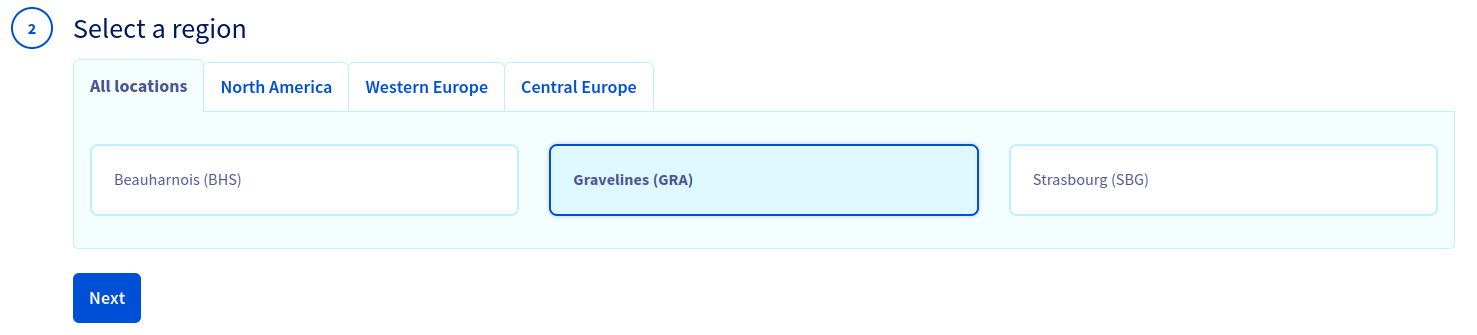 2
Select a region
All locations North America Western Europe Central Europe
Beauharnois (BHS) Gravelines (GRA) Strasbourg (SBG)
Next